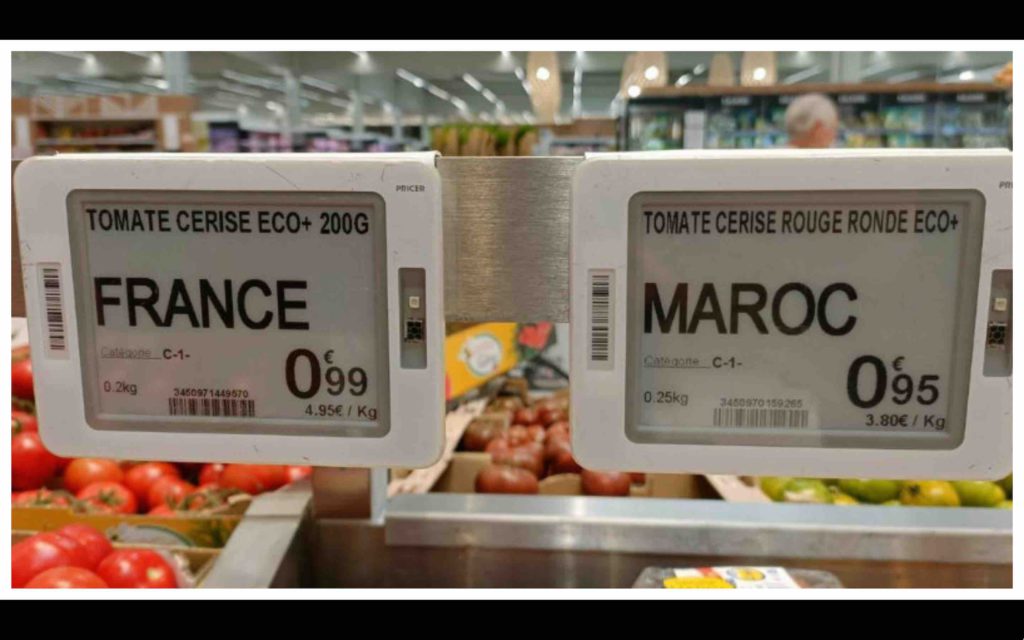 PRICER
TOMATE CERISE ECO+ 200G
FRANCE
Catégorie C-1-
0€99
0.2kg
3450971449570
4.95€ / Kg
TOMATE CERISE ROUGE RONDE ECO+
MAROC
Catégorie C-1-
0€95
0.25kg
3450970159265
3.80€ / Kg